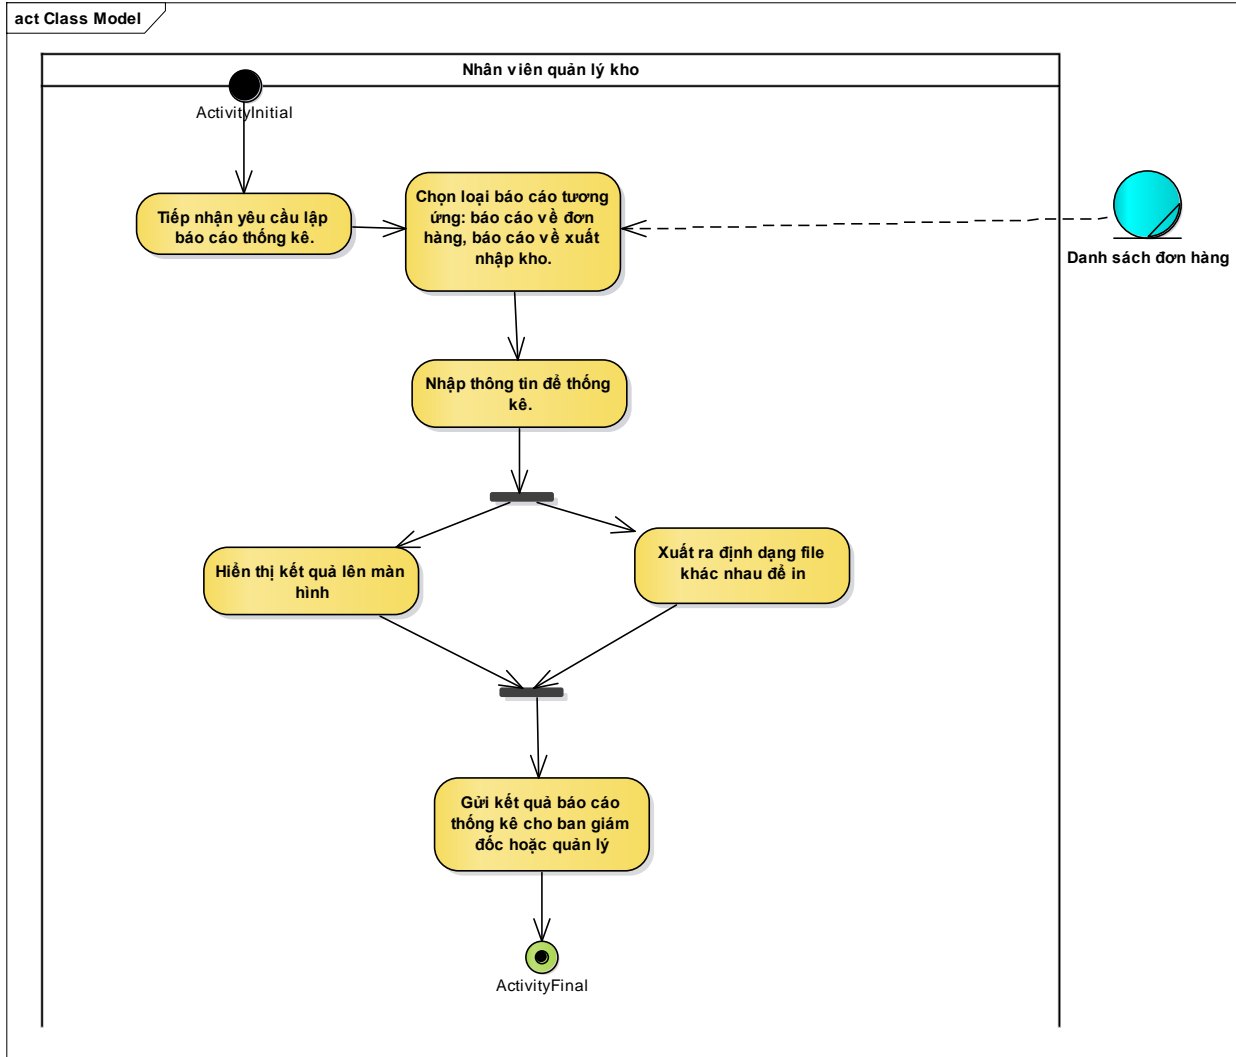 act Class Model
Nhân viên quản lý kho
ActivityInitial
Tiếp nhận yêu cầu lập
báo cáo thống kê.
Chọn loại báo cáo tương
ứng: báo cáo về đơn
hàng, báo cáo về xuất
nhập kho.
Danh sách đơn hàng
Nhập thông tin để thống
kê.
Hiển thị kết quả lên màn
hình
Xuất ra định dạng file
khác nhau để in
Gửi kết quả báo cáo
thống kê cho ban giám
đốc hoặc quản lý
ActivityFinal